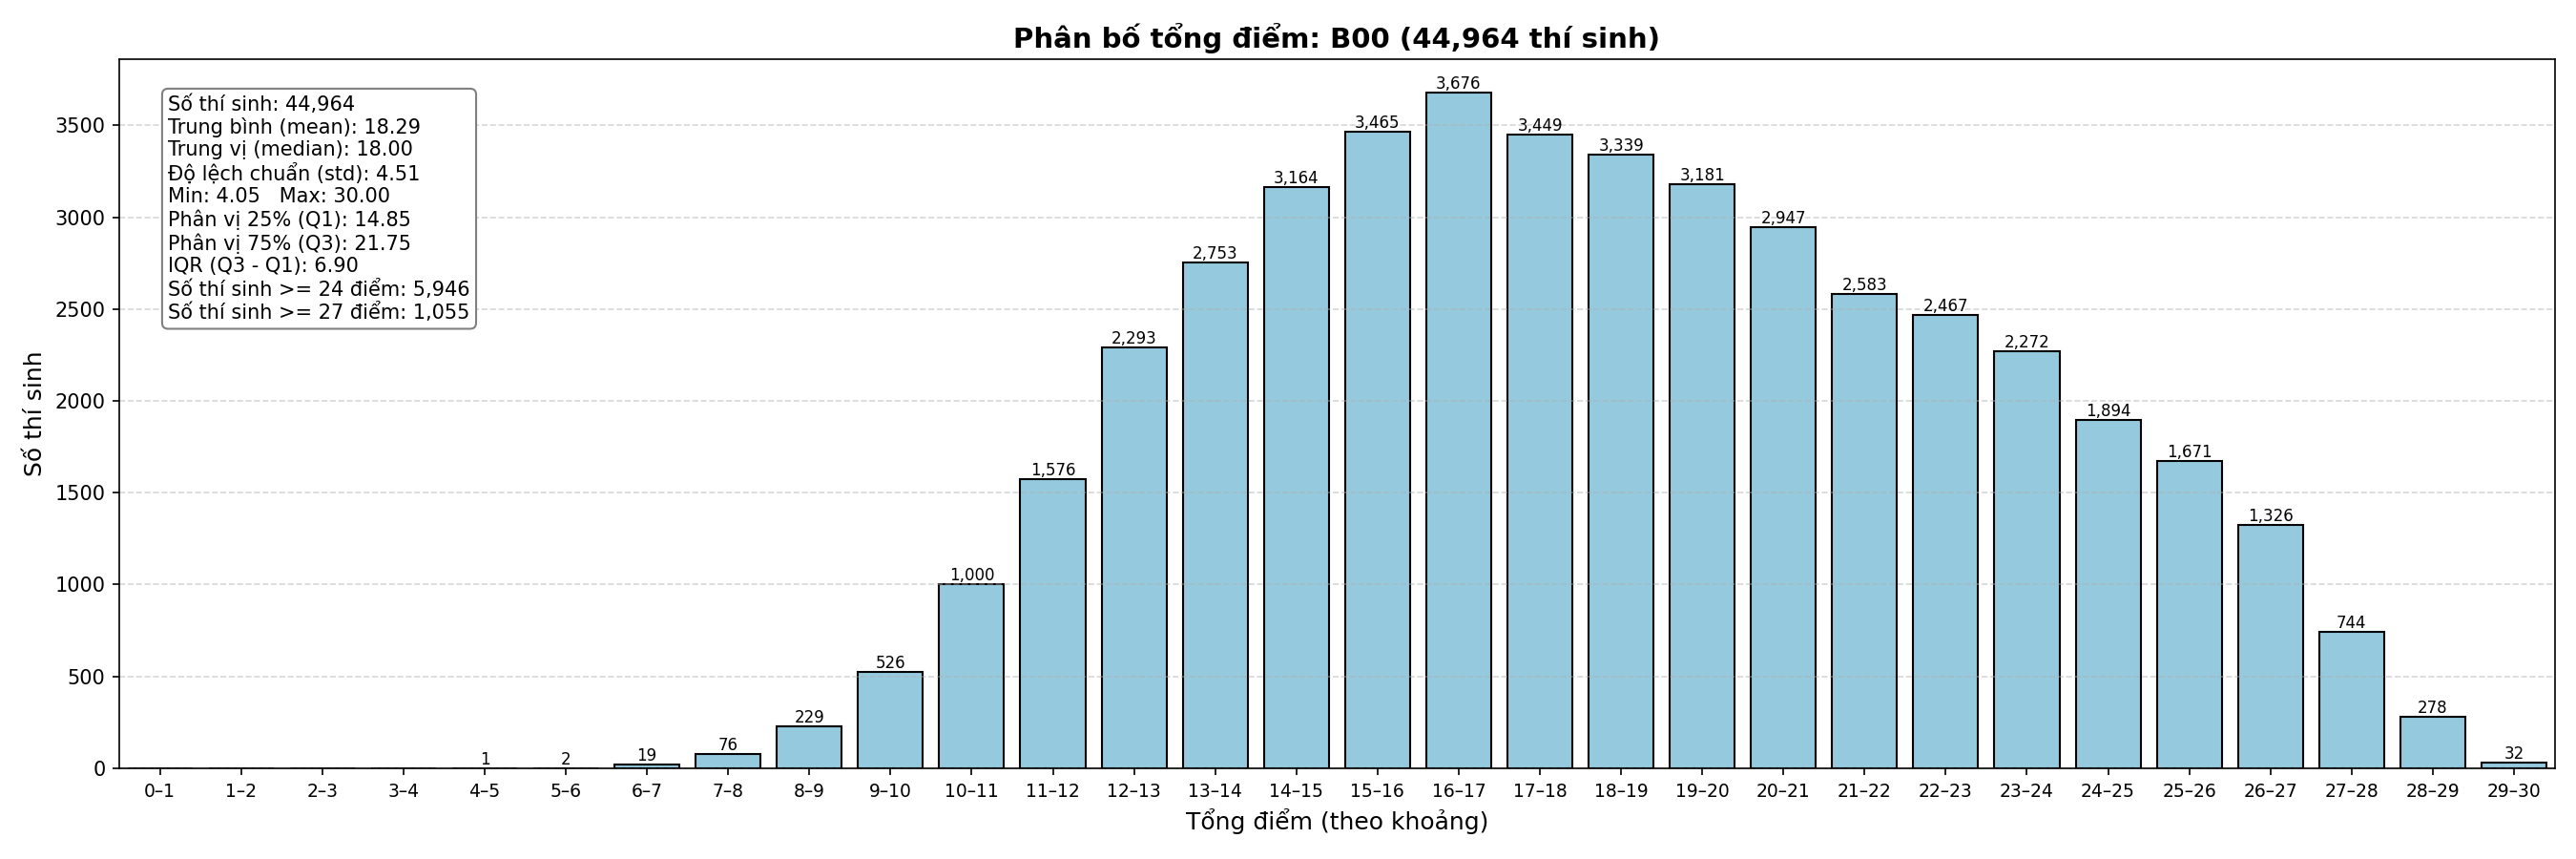 Phân bố tổng điểm: B00 (44,964 thí sinh)
Số thí sinh: 44,964
Trung bình (mean): 18.29
Trung vị (median): 18.00
Độ lệch chuẩn (std): 4.51
Min: 4.05   Max: 30.00
Phân vị 25% (Q1): 14.85
Phân vị 75% (Q3): 21.75
IQR (Q3 - Q1): 6.90
Số thí sinh >= 24 điểm: 5,946
Số thí sinh >= 27 điểm: 1,055
Số thí sinh
3500
3000
2500
2000
1500
1000
500
0
1
2
19
76
229
526
1,000
1,576
2,293
2,753
3,164
3,465
3,676
3,449
3,339
3,181
2,947
2,583
2,467
2,272
1,894
1,671
1,326
744
278
32
0–1 1–2 2–3 3–4 4–5 5–6 6–7 7–8 8–9 9–10 10–11 11–12 12–13 13–14 14–15 15–16 16–17 17–18 18–19 19–20 20–21 21–22 22–23 23–24 24–25 25–26 26–27 27–28 28–29 29–30
Tổng điểm (theo khoảng)